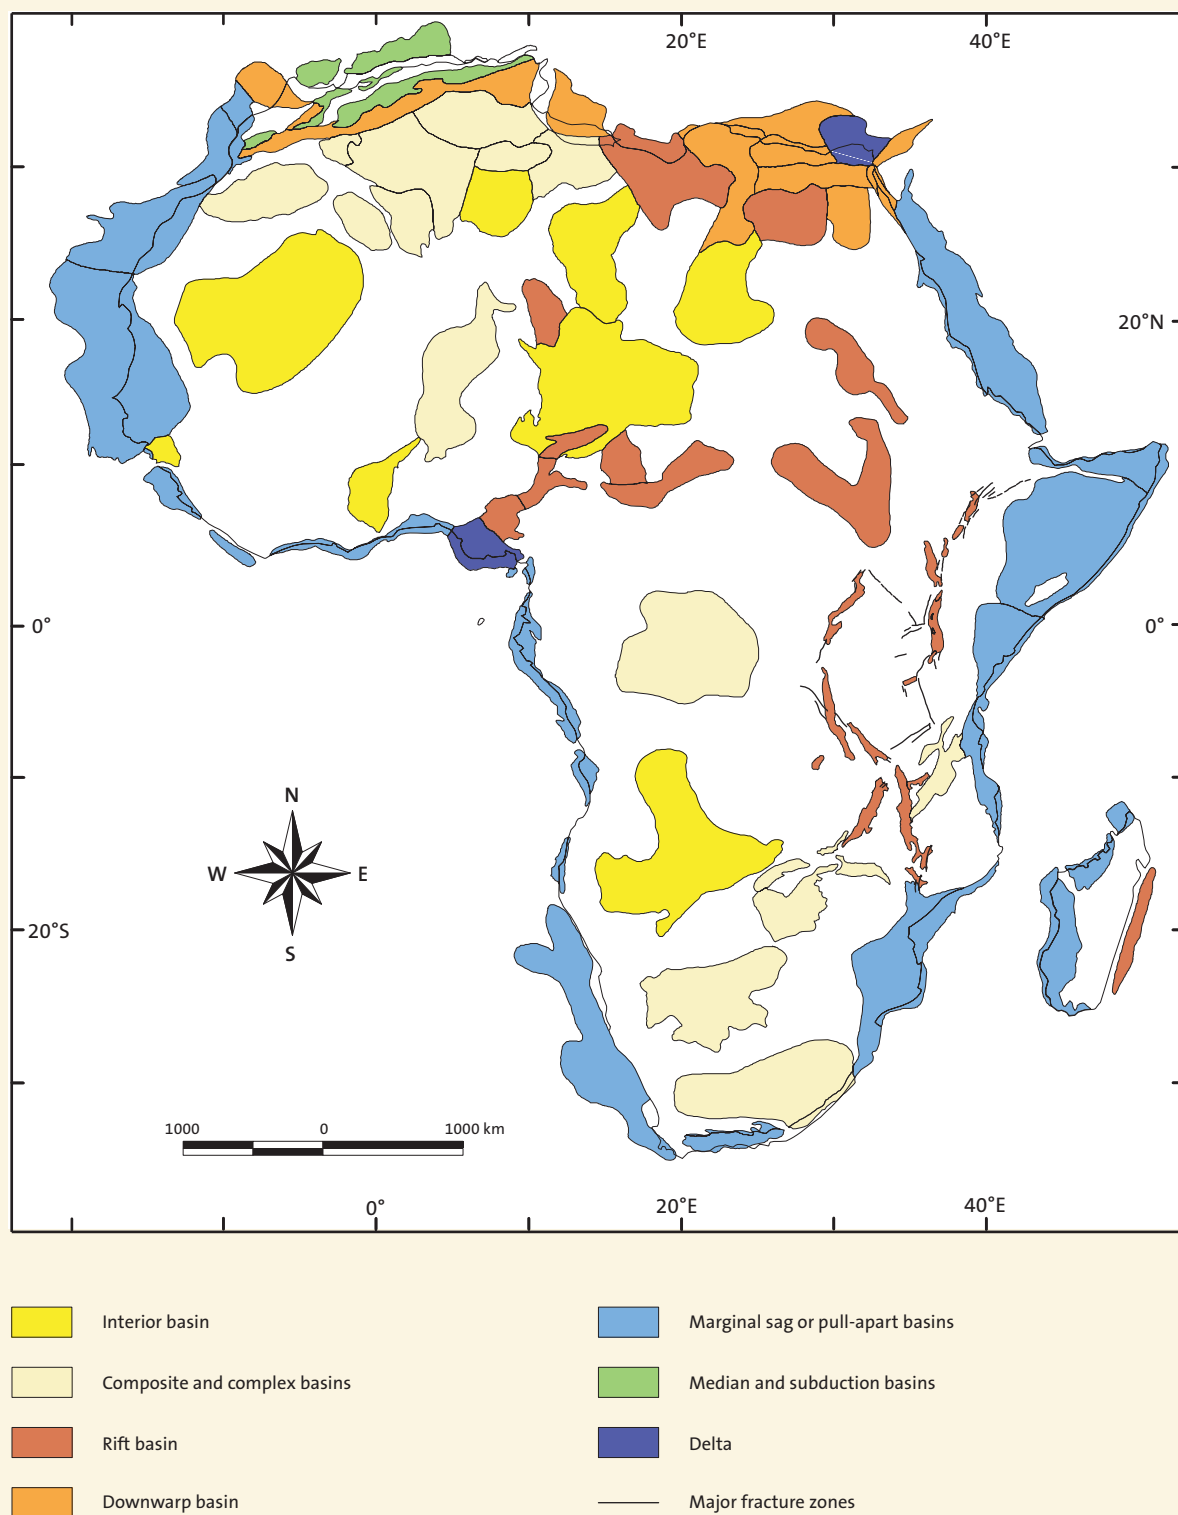 20°E 40°E
20°N
0° 0°
N
W E
S
20°S
1000 0 1000 km
0° 20°E 40°E
Interior basin
Marginal sag or pull-apart basins
Composite and complex basins
Median and subduction basins
Rift basin
Delta
Downwarp basin
Major fracture zones